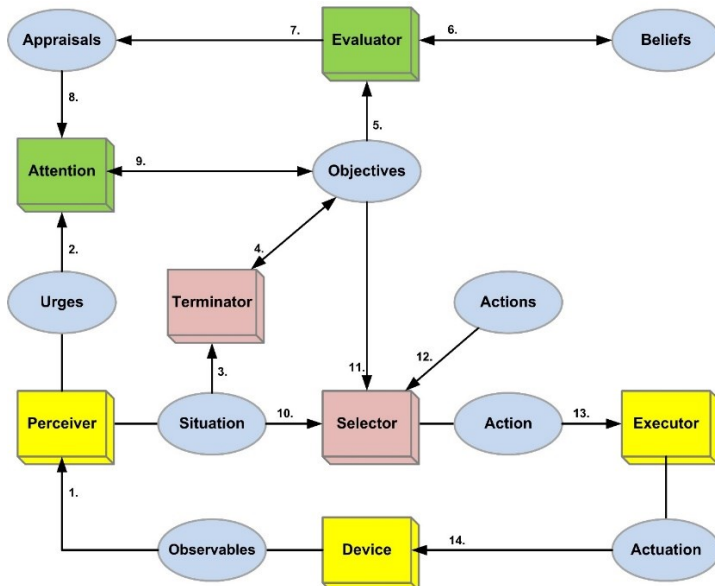 Appraisals
7.
Evaluator
6.
Beliefs
8.
5.
Attention
9.
Objectives
2.
4.
Urges
Terminator
Actions
3.
11.
12.
Perceiver
Situation
10.
Selector
Action
13.
Executor
1.
Observables
Device
14.
Actuation